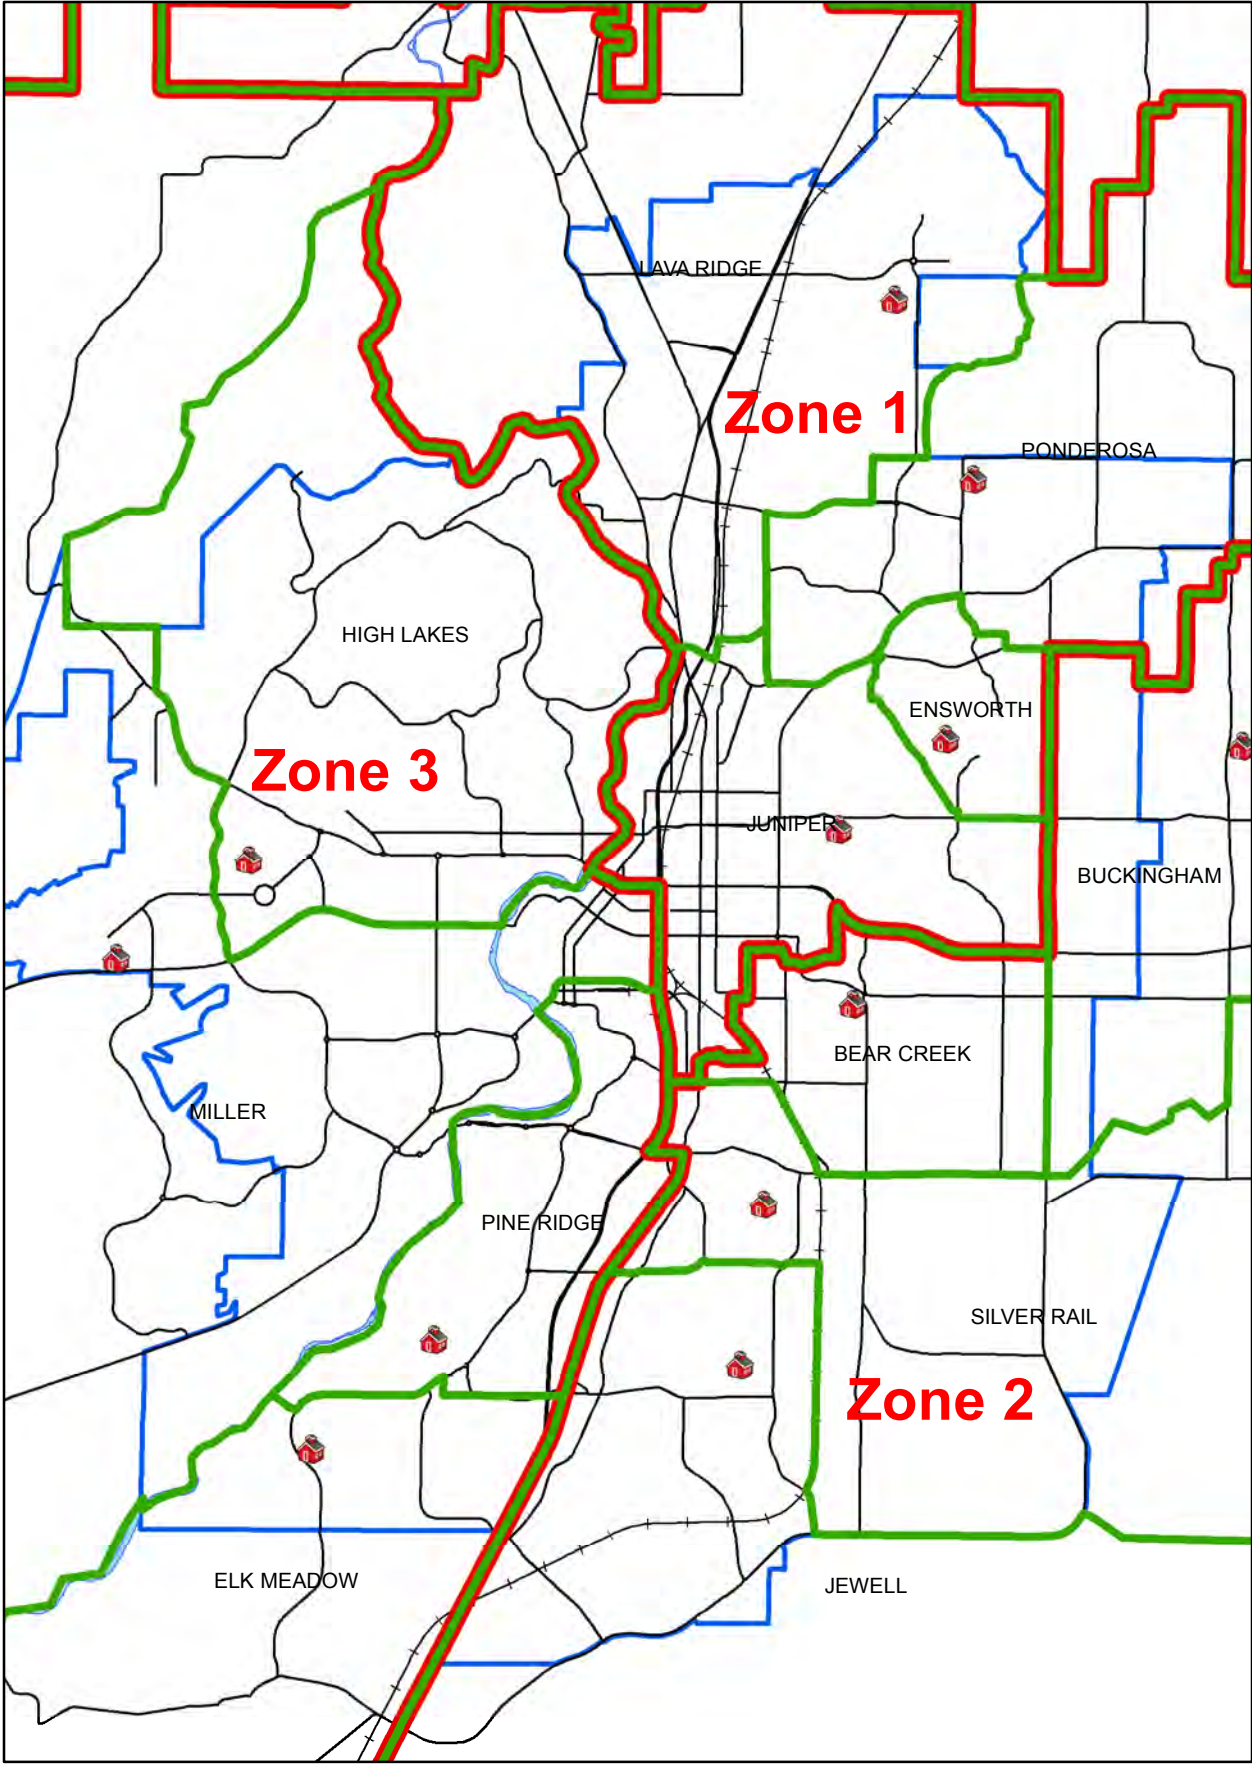 LAVA RIDGE
Zone 1
PONDEROSA
HIGH LAKES
ENSWORTH
Zone 3
JUNIPER
BUCKINGHAM
BEAR CREEK
MILLER
PINE RIDGE
SILVER RAIL
Zone 2
ELK MEADOW
JEWELL